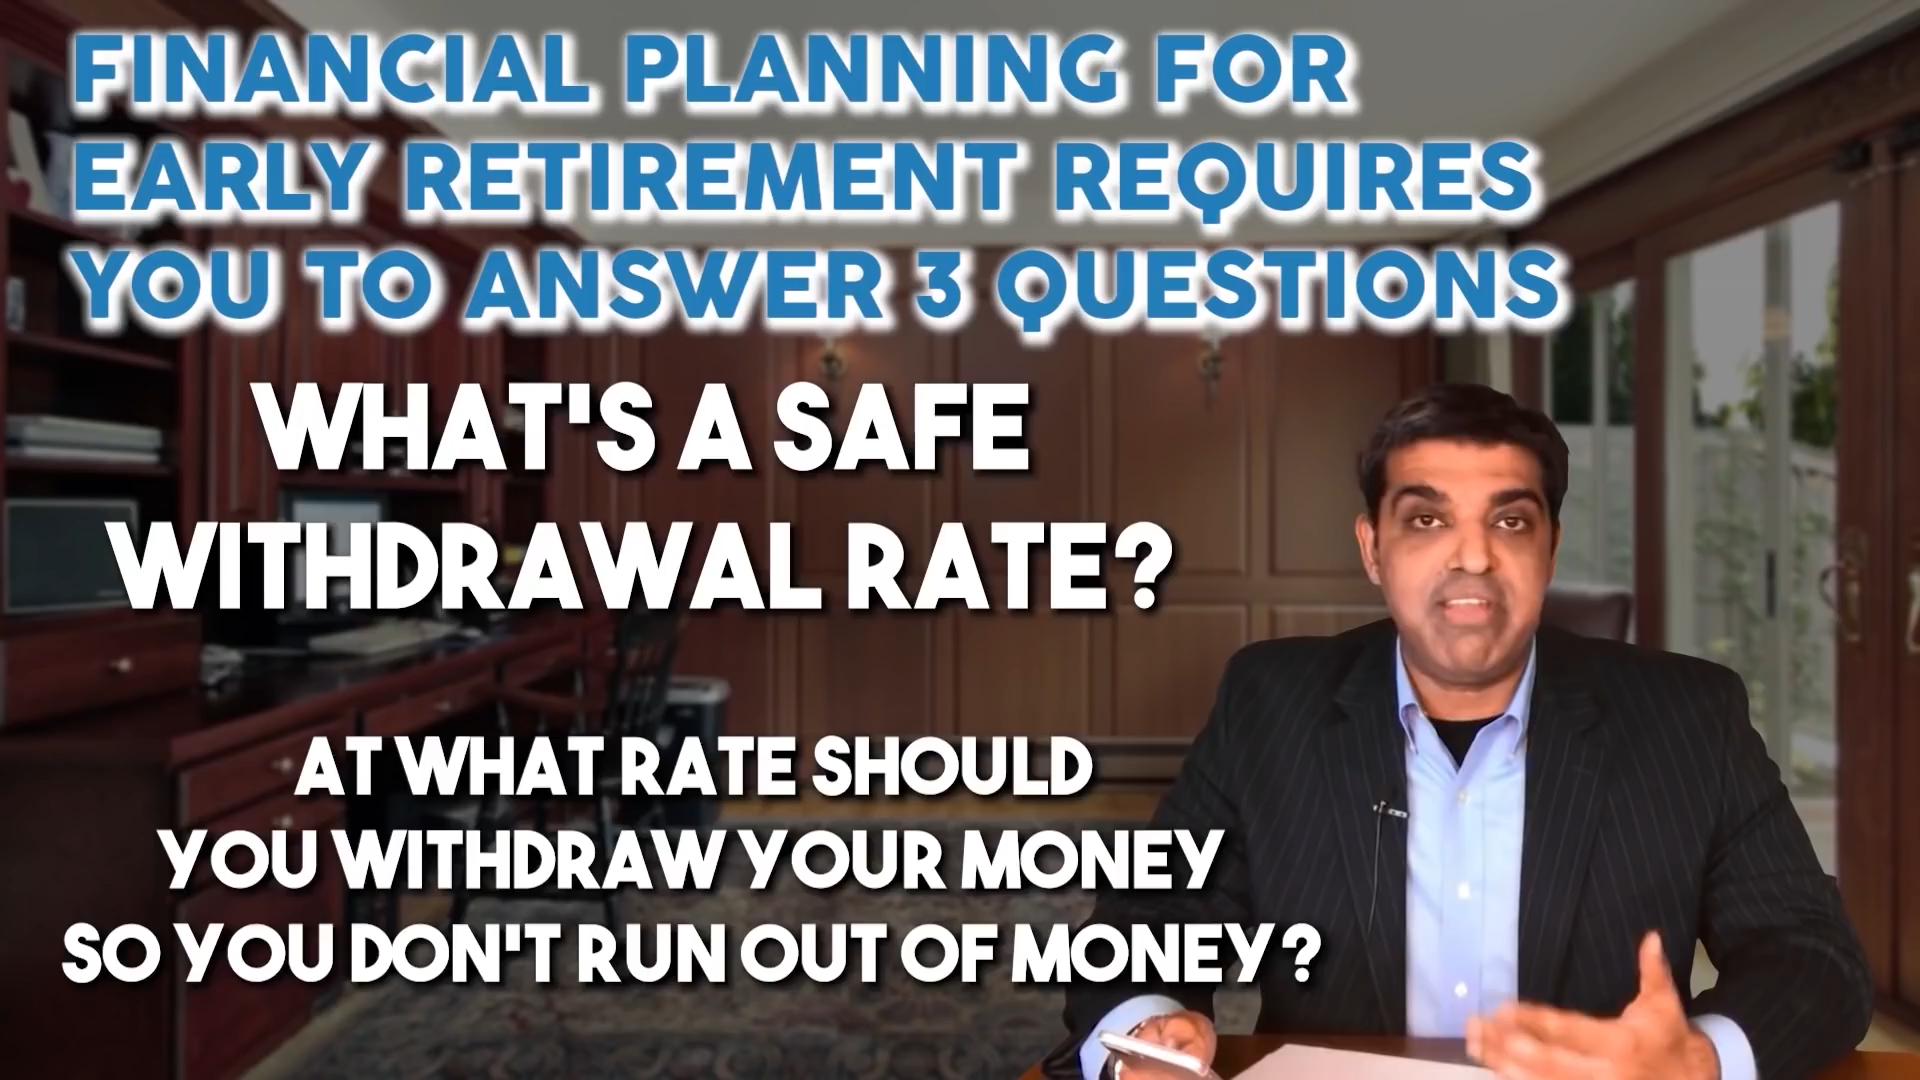 FINANCIAL PLANNING FOR
EARLY RETIREMENT REQUIRES
YOU TO ANSWER 3 QUESTIONS
WHAT'S A SAFE
WITHDRAWAL RATE?
AT WHAT RATE SHOULD
YOU WITHDRAW YOUR MONEY
SO YOU DON'T RUN OUT OF MONEY?